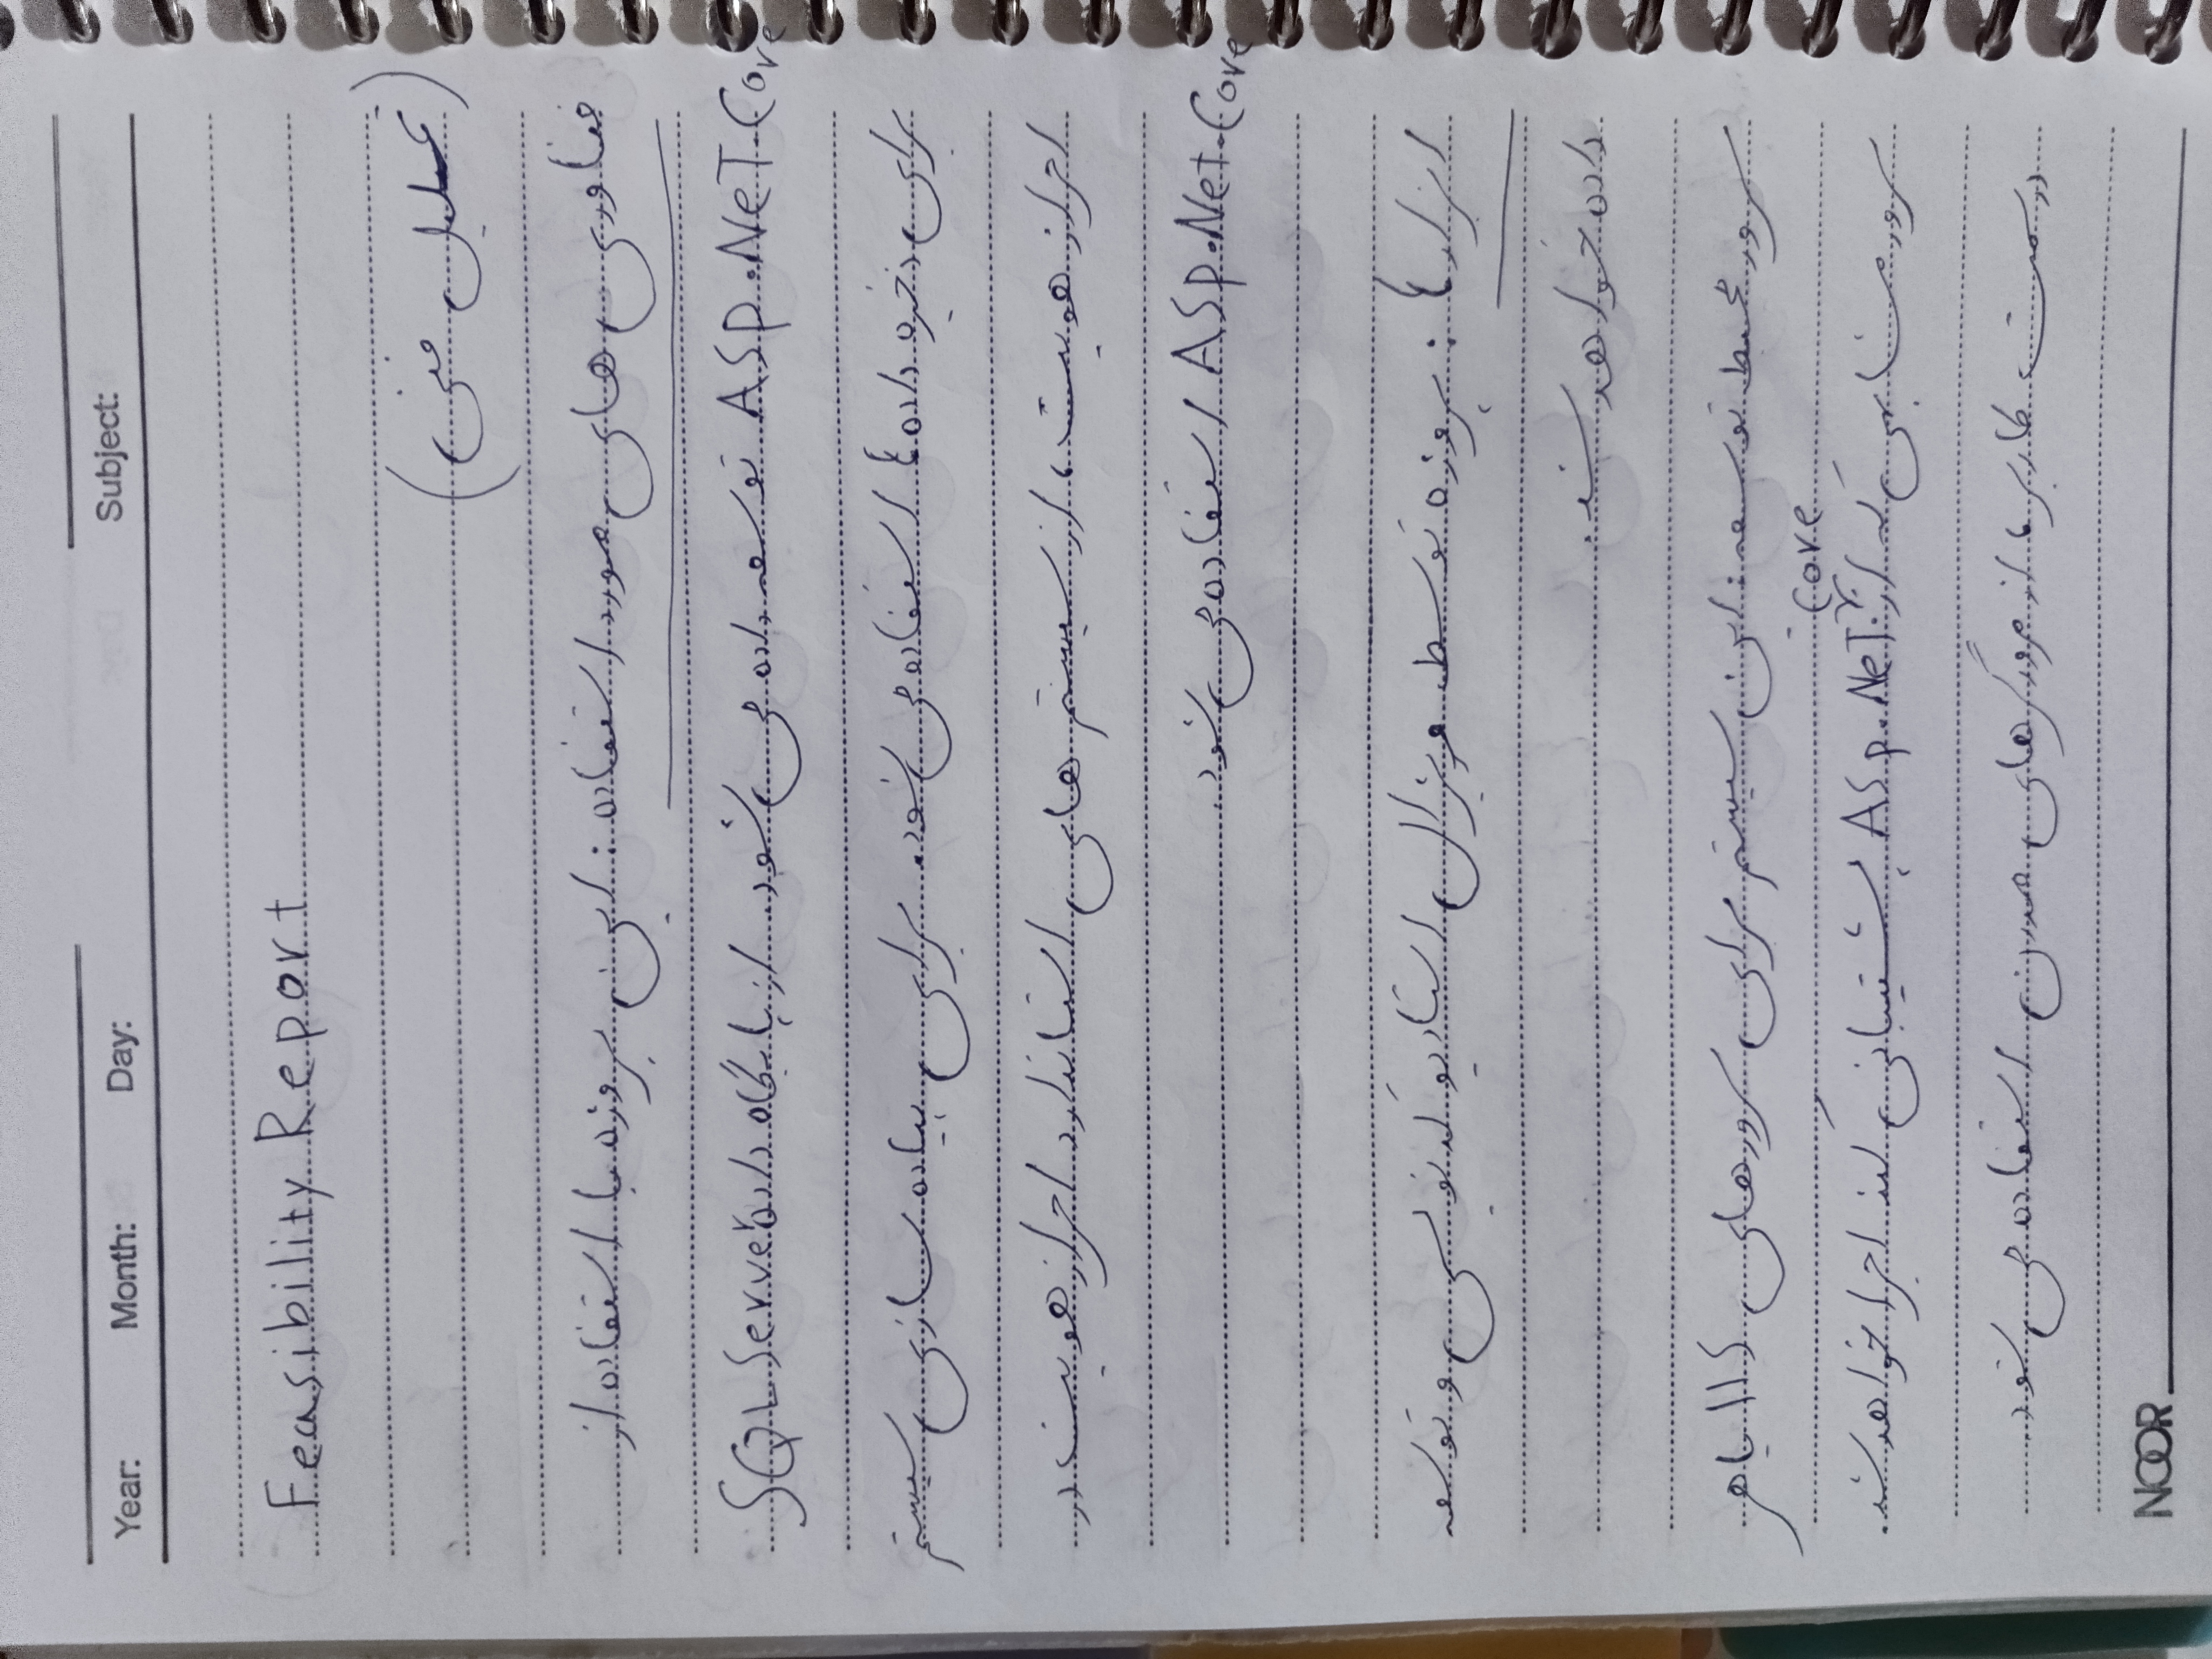 Year: Month: Day: Subject:
Feasibility Report
(تحلیل فنی)
فناوری های مورد استفاده: این پروژه با استفاده از
ASP.NeT.Core توسعه داده می شود. از پایگاه داده SQL Server
برای ذخیره داده ها استفاده می شود. برای پیاده سازی سیستم
احراز هویت، از سیستم های استاندارد احراز هویت در
ASP.Net.Core استفاده می شود.
ابزارها: پروژه توسط ویژال استادیو کد نویسی و توسعه
داده خواهد شد.
سرور محیط توسعه: این سیستم برای سرورهای IIS یا هر
سرور مشابهی که از ASP.NeT.Core پشتیبانی کند اجرا خواهد شد.
در سمت کاربر، از مرورگرهای مدرن استفاده می شود.
NOOR